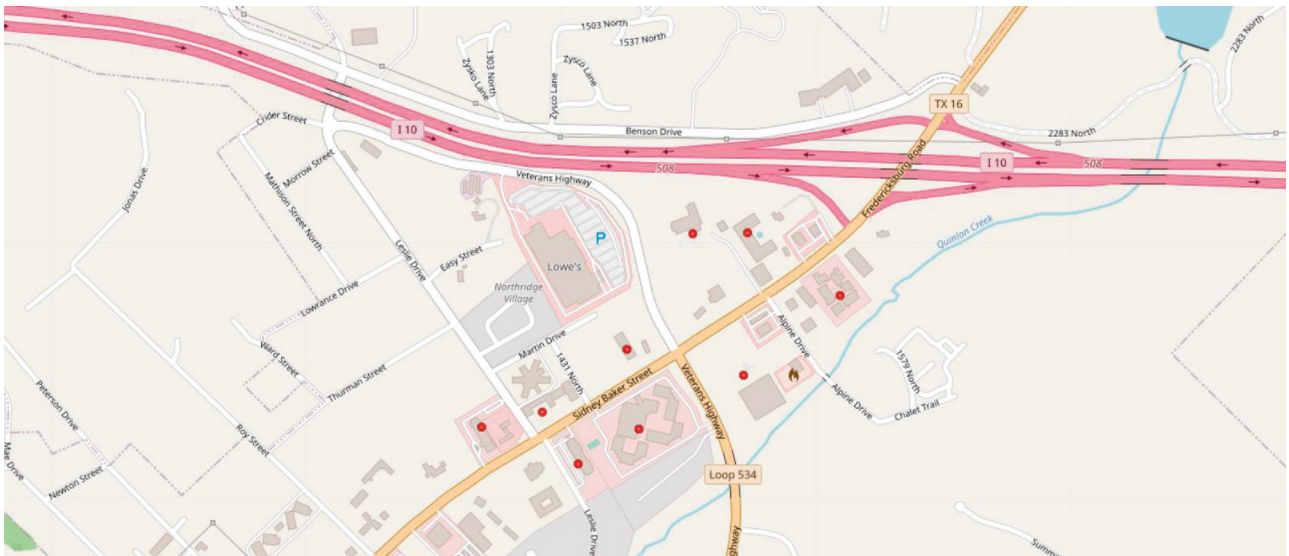 1503 North
1537 North
1303 North
Zysko Lane
Zysco Lane
Zysco Lane
2283 North
TX 16
Crider Street
I 10
Benson Drive
2283 North
508
I 10
508
Morrow Street
Veterans Highway
Fredericksburg Road
Jonas Drive
Mathison Street North
Quinlan Creek
P
Leslie Drive
Easy Street
Lowe's
Northridge
Village
Lowrance Drive
Martin Drive
Alpine Drive
Ward Street
1431 North
1579 North
Thurman Street
Sidney Baker Street
Veterans Highway
Alpine Drive
Chalet Trail
Peterson Drive
Roy Street
Mae Drive
Newton Street
Loop 534
Leslie Drive
ghway
Summ